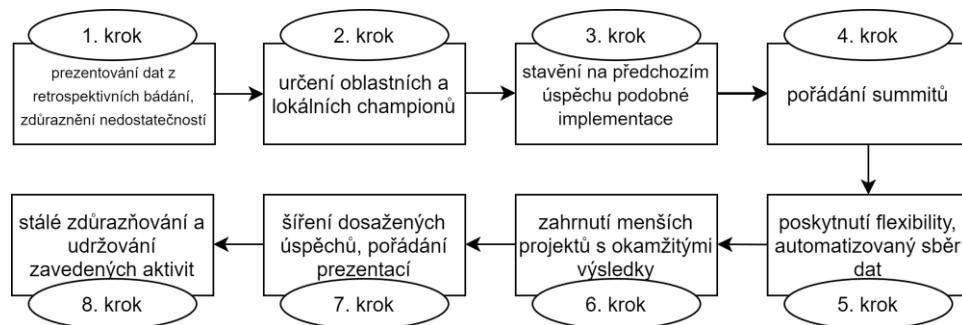 1. krok
prezentování dat z
retrospektivních bádání,
zdůraznění nedostatečností
2. krok
určení oblastních a
lokálních championů
3. krok
stavění na předchozím
úspěchu podobné
implementace
4. krok
pořádání summitů
poskytnutí flexibility,
automatizovaný sběr
dat
5. krok
zahrnutí menších
projektů s okamžitými
výsledky
6. krok
šíření dosažených
úspěchů, pořádání
prezentací
7. krok
stálé zdůrazňování a
udržování
zavedených aktivit
8. krok